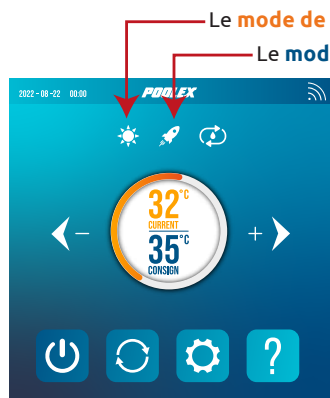 Le mode de
Le mod
2022-08-22 00:00 POOLEX
32°C
CURRENT
35°C
CONSIGN
- +
?